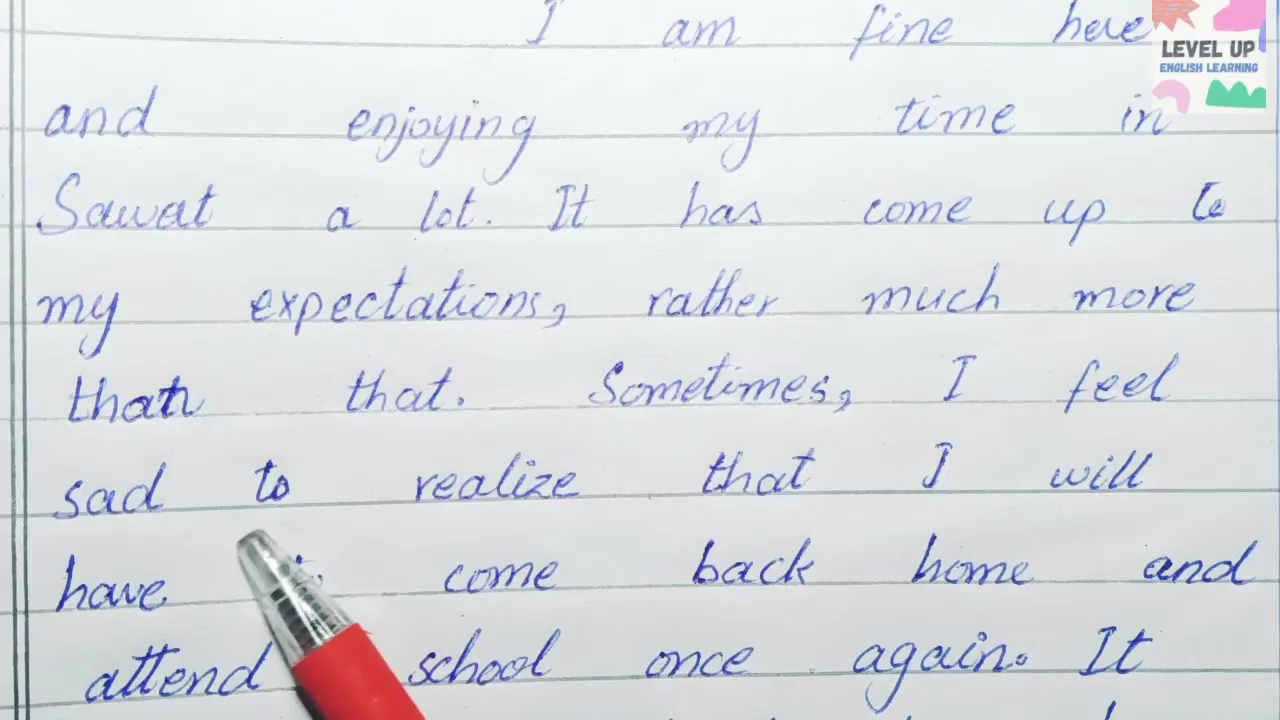 I am fine here
LEVEL UP
ENGLISH LEARNING
and enjoying my time in
Sawat a lot. It has come up to
my expectations, rather much more
than that. Sometimes, I feel
sad to realize that I will
have come back home and
attend school once again. It